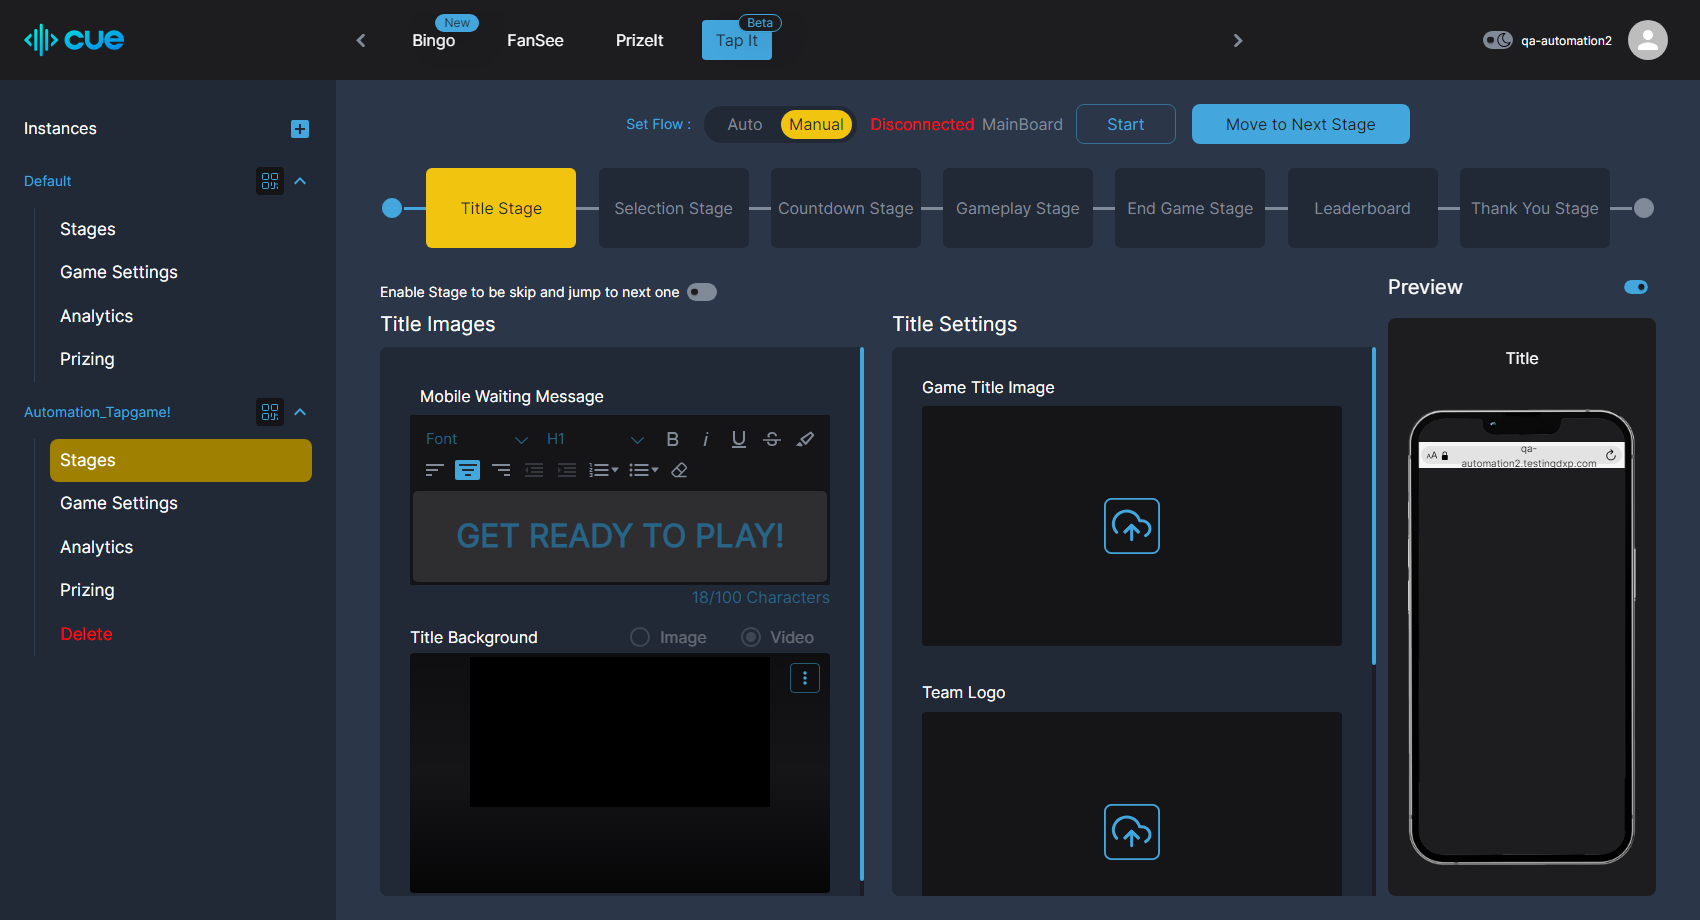 cue
New
Bingo
FanSee
PrizeIt
Beta
Tap It
qa-automation2
Instances
Default
Stages
Game Settings
Analytics
Prizing
Automation_Tapgame!
Stages
Game Settings
Analytics
Prizing
Delete
Set Flow :
Auto
Manual
Disconnected MainBoard
Start
Move to Next Stage
Title Stage
Selection Stage
Countdown Stage
Gameplay Stage
End Game Stage
Leaderboard
Thank You Stage
Enable Stage to be skip and jump to next one
Title Images
Mobile Waiting Message
Font
H1
B
i
U
S
GET READY TO PLAY!
18/100 Characters
Title Background
Image
Video
Title Settings
Game Title Image
Team Logo
Preview
Title
AA
qa-
automation2.testingdxp.com